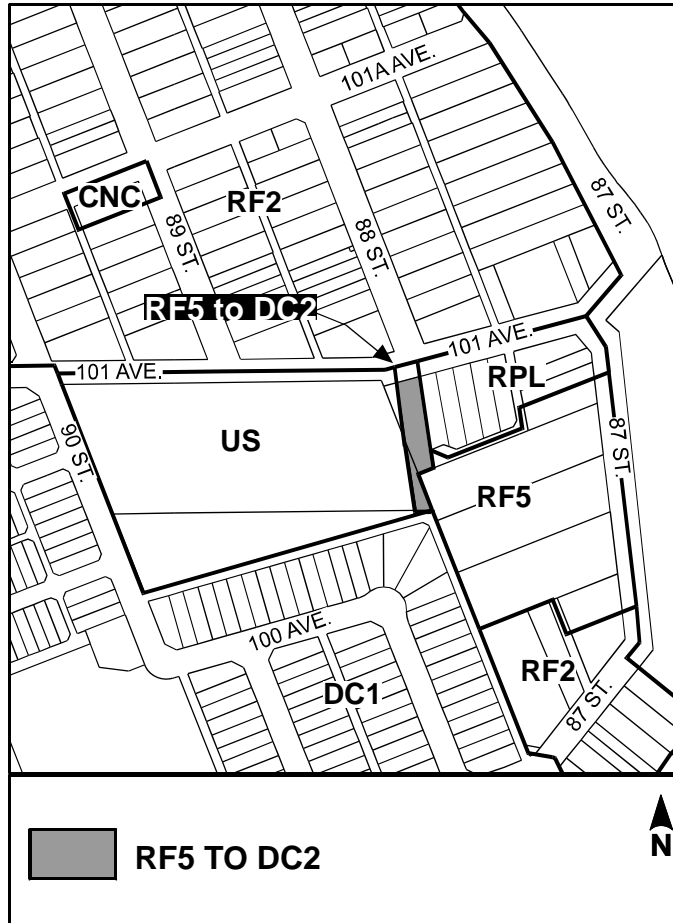 101A AVE.
87 ST.
CNC
RF2
89 ST.
88 ST.
RF5 to DC2
101 AVE.
101 AVE.
RPL
90 ST.
US
87 ST.
RF5
100 AVE.
DC1
RF2
87 ST.
RF5 TO DC2
N